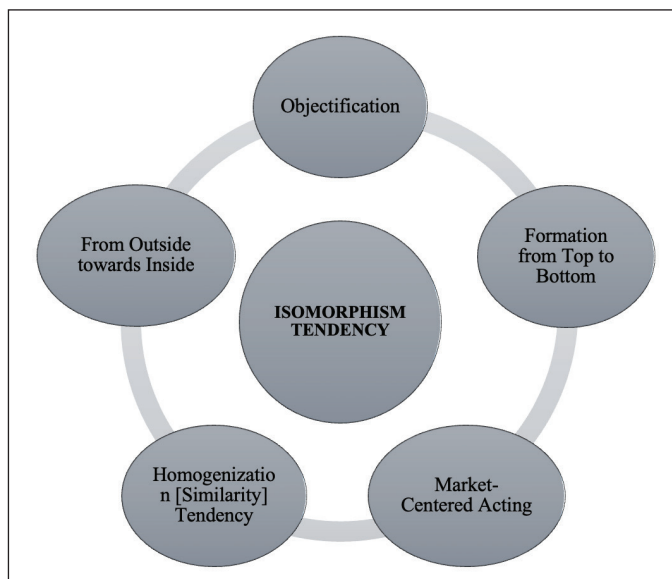 Objectification
From Outside
towards Inside
Formation
from Top to
Bottom
ISOMORPHISM
TENDENCY
Homogenizatio
n [Similarity]
Tendency
Market-
Centered Acting